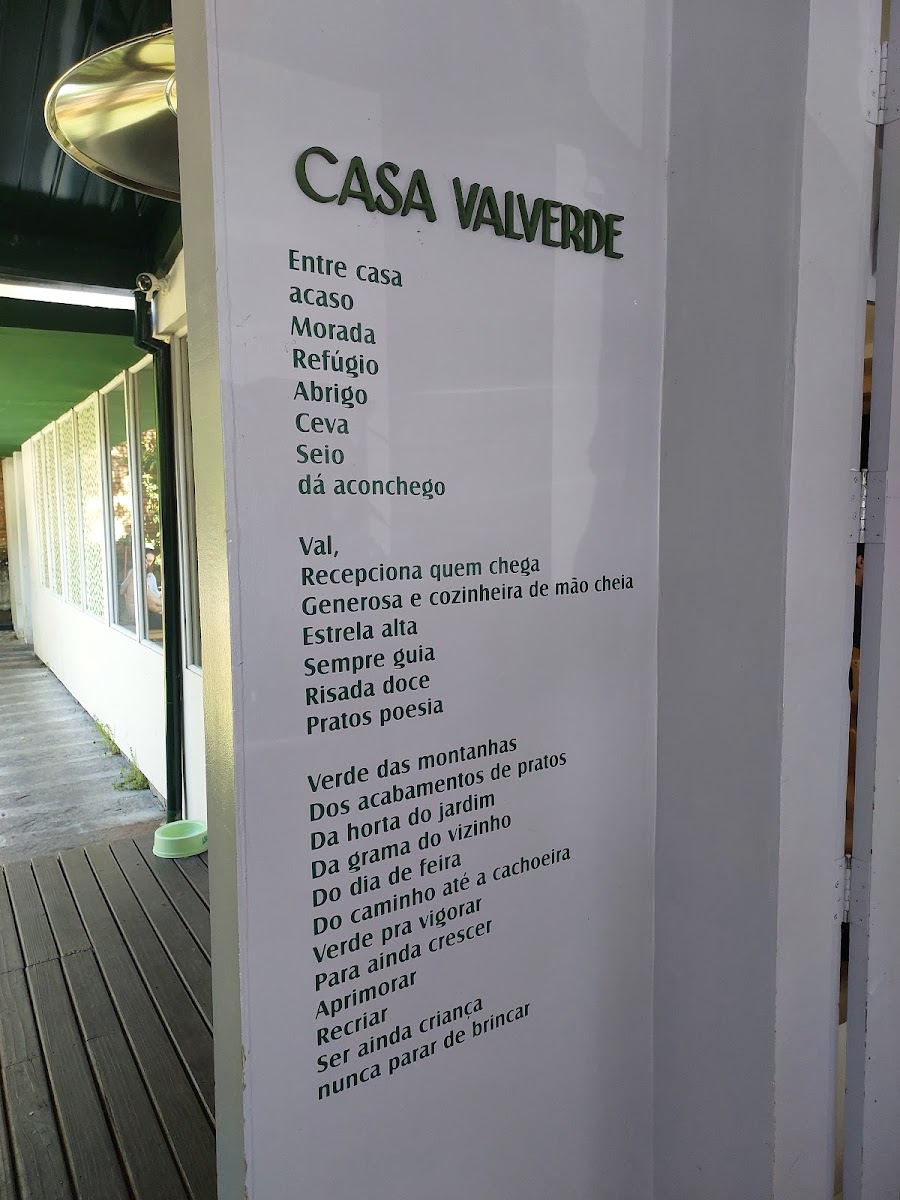 CASA VALVERDE
Entre casa
acaso
Morada
Refúgio
Abrigo
Ceva
Seio
dá aconchego
Val,
Recepciona quem chega
Generosa e cozinheira de mão cheia
Estrela alta
Sempre guia
Risada doce
Pratos poesia
Verde das montanhas
Dos acabamentos de pratos
Da horta do jardim
Da grama do vizinho
Do dia de feira
Do caminho até a cachoeira
Verde pra vigorar
Para ainda crescer
Aprimorar
Recriar
Ser ainda criança
nunca parar de brincar